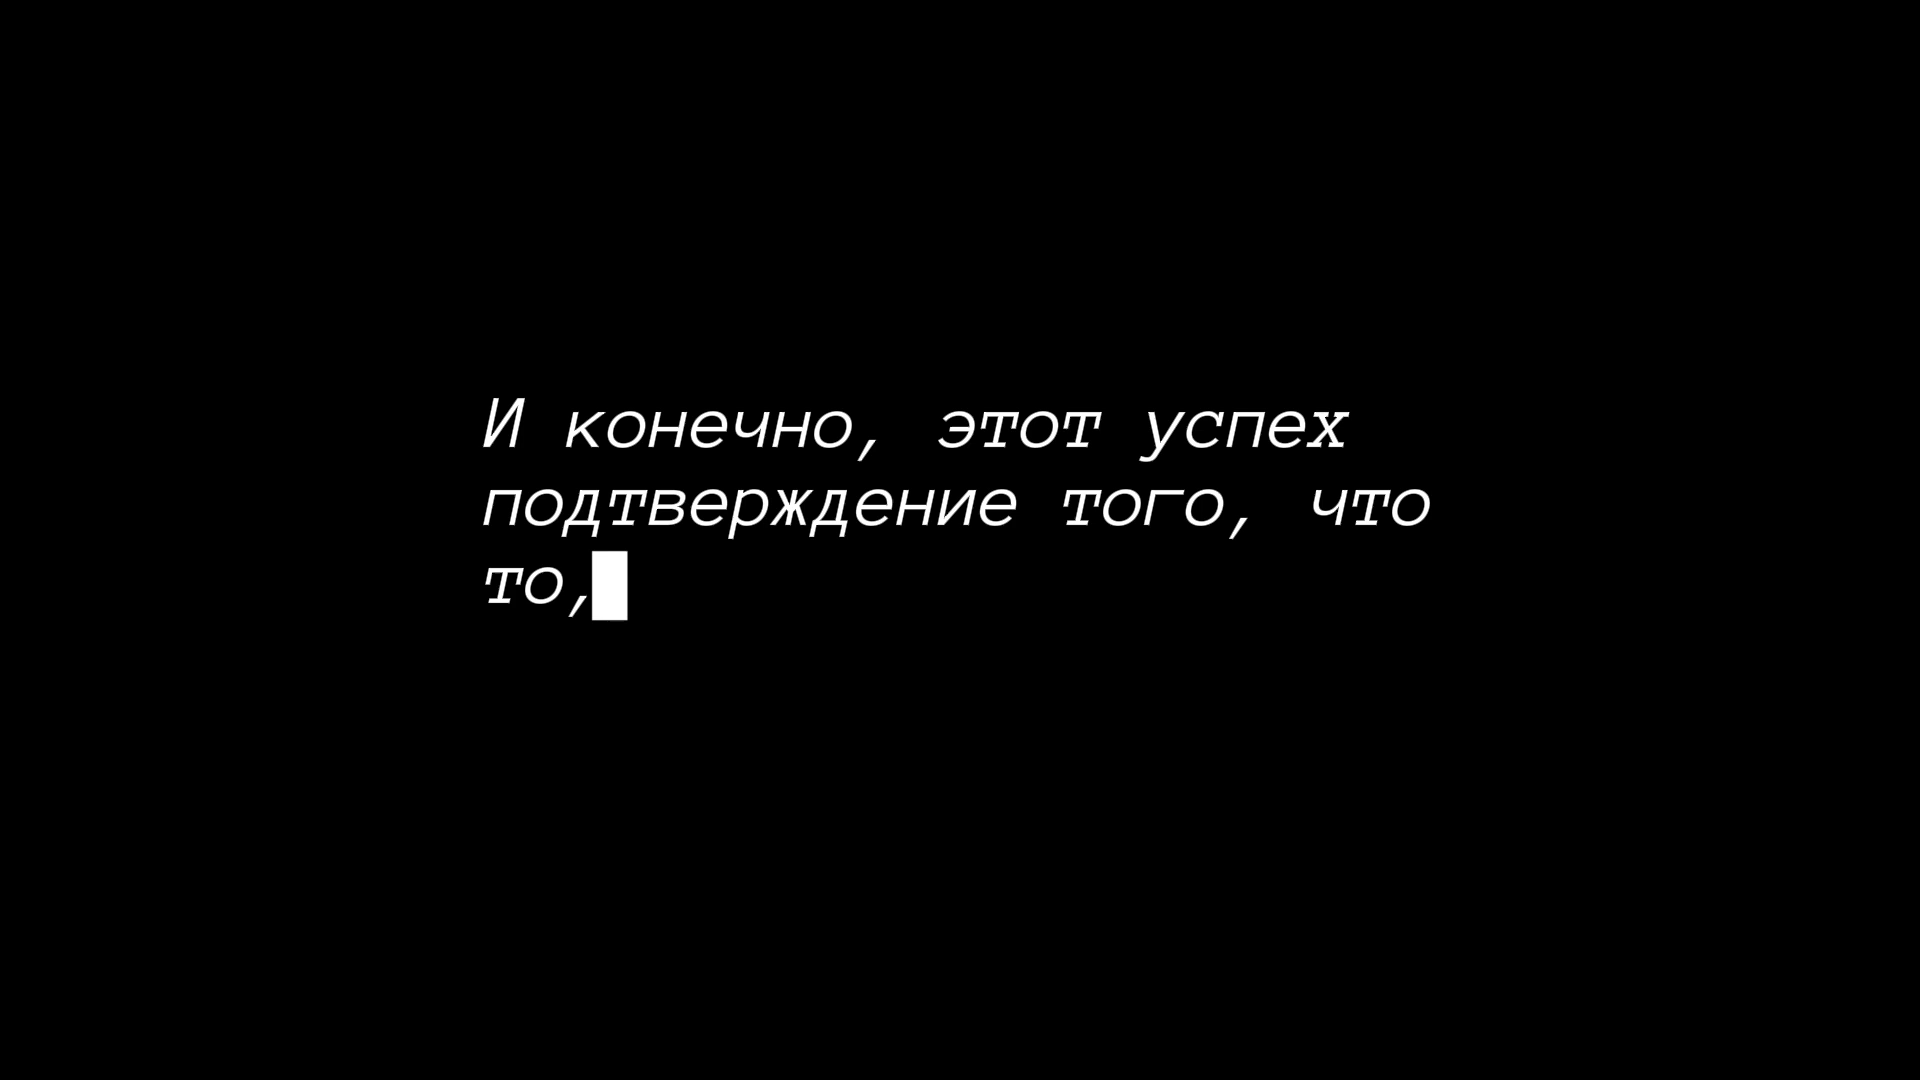 И конечно, этот успех
подтверждение того, что
то,